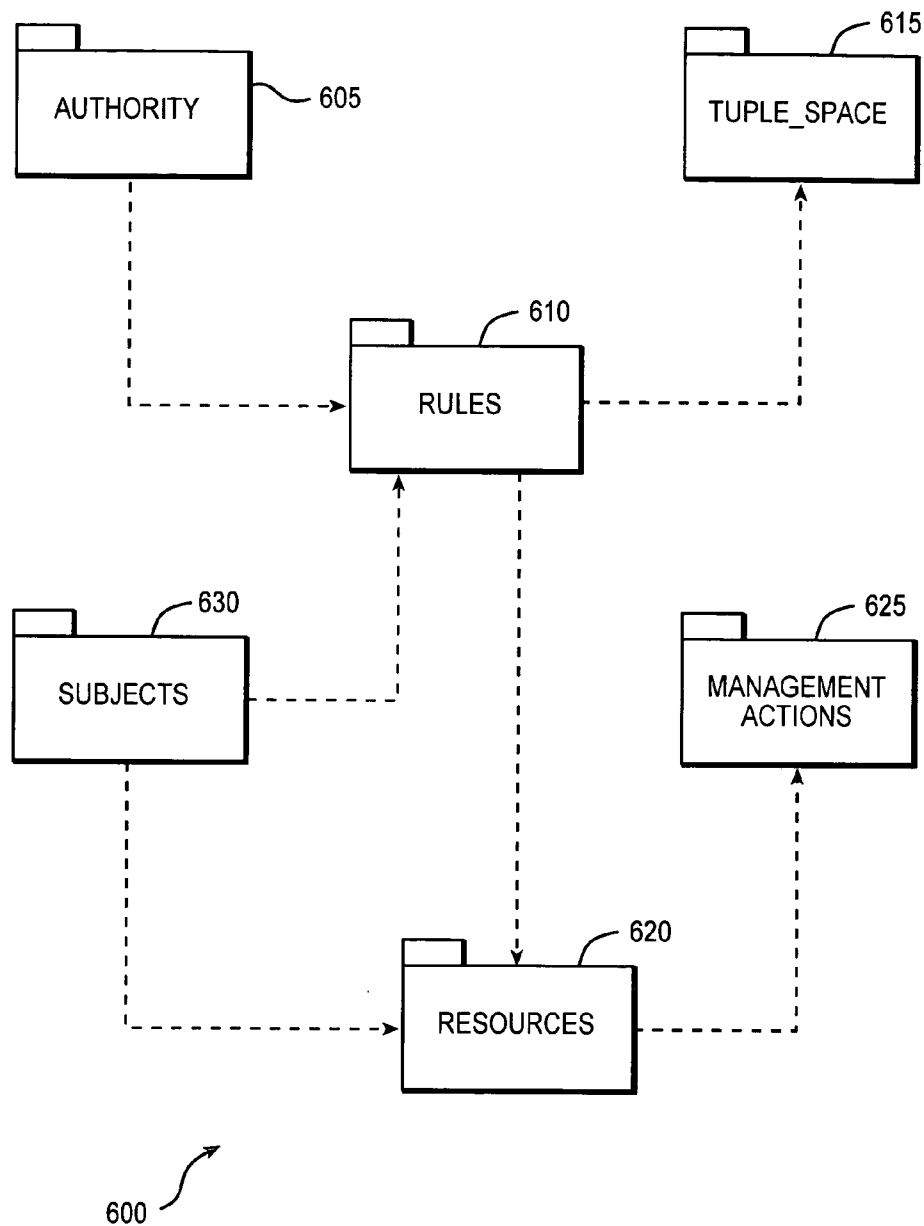 615
605
AUTHORITY
TUPLE_SPACE
610
RULES
630
625
SUBJECTS
MANAGEMENT
ACTIONS
620
RESOURCES
600